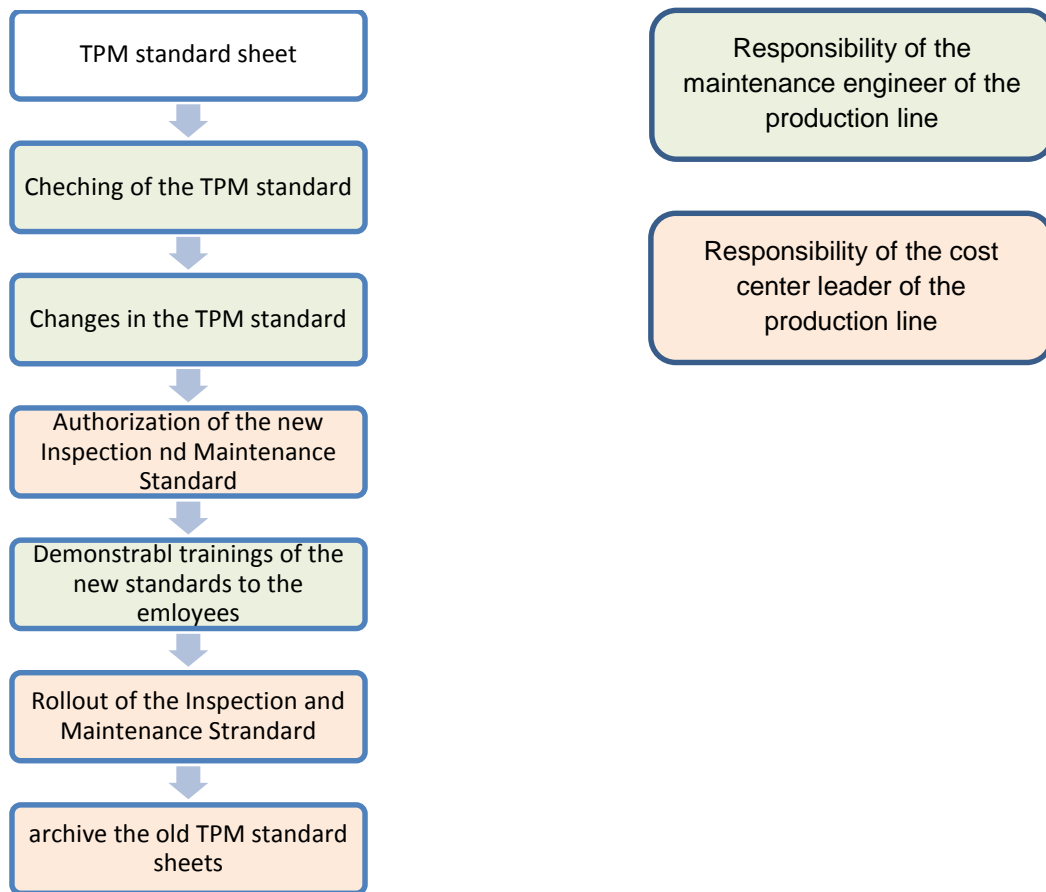 TPM standard sheet
Cheching of the TPM standard
Changes in the TPM standard
Authorization of the new
Inspection nd Maintenance
Standard
Demonstrabl trainings of the
new standards to the
emloyees
Rollout of the Inspection and
Maintenance Strandard
archive the old TPM standard
sheets
Responsibility of the
maintenance engineer of the
production line
Responsibility of the cost
center leader of the
production line